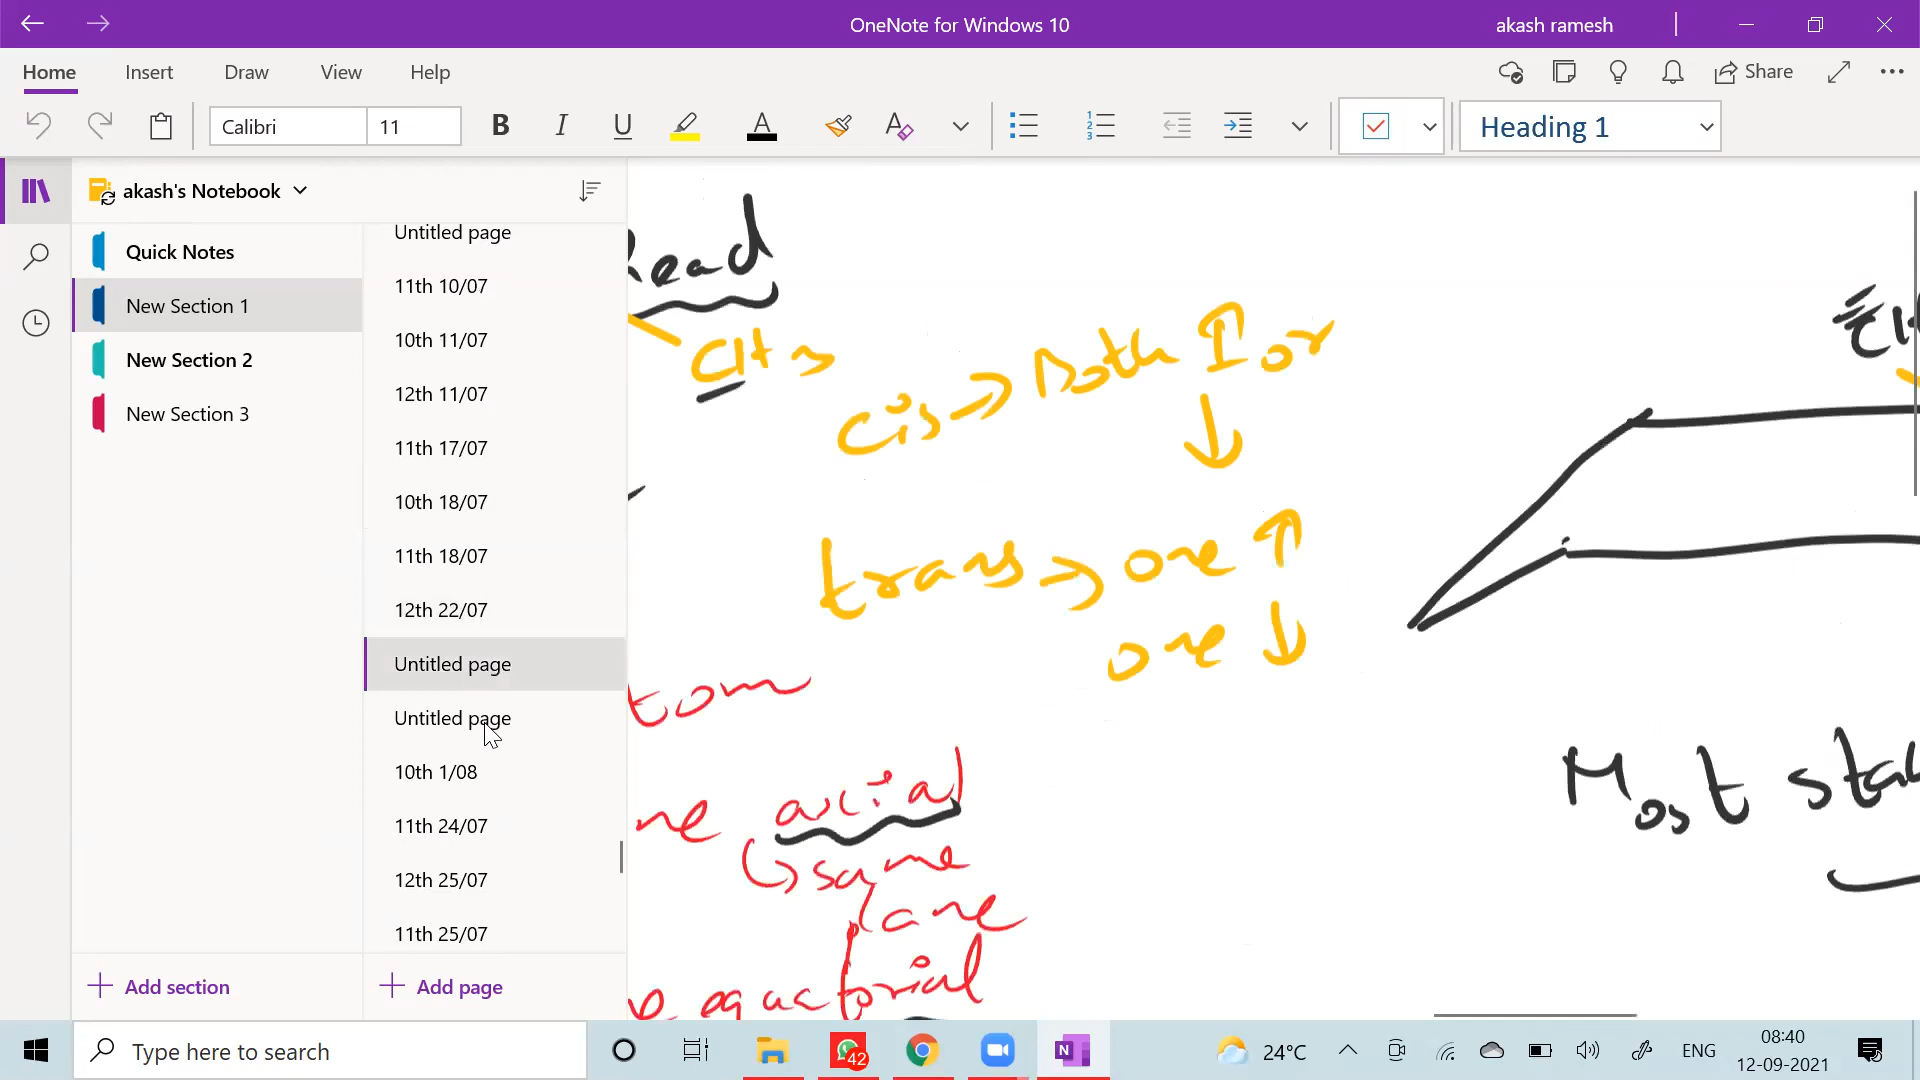 OneNote for Windows 10
akash ramesh
Home Insert Draw View Help
Share
Calibri 11
B I U A A
Heading 1
akash's Notebook
Quick Notes
New Section 1
New Section 2
New Section 3
Add section
Untitled page
11th 10/07
10th 11/07
12th 11/07
11th 17/07
10th 18/07
11th 18/07
12th 22/07
Untitled page
Untitled page
10th 1/08
11th 24/07
12th 25/07
11th 25/07
Add page
CH3
cis → Both ↑ or
↓
trans → one ↑
one ↓
axial
↳ same
plane
equatorial
Most
Type here to search
42
N
24°C
ENG
08:40
12-09-2021